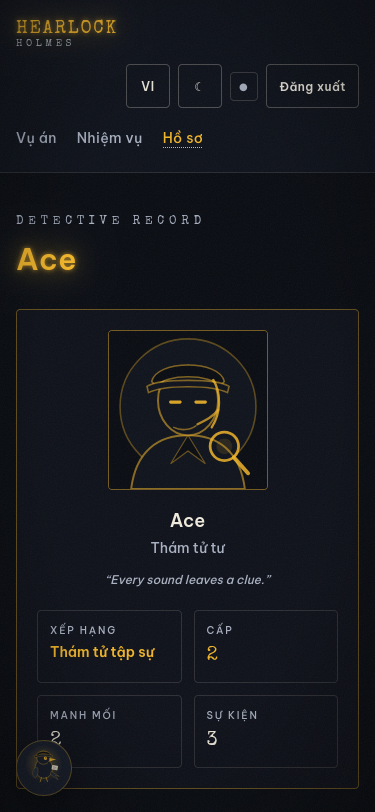 HEARLOCK
HOLMES
VI
Đăng xuất
Vụ án Nhiệm vụ Hồ sơ
DETECTIVE RECORD
Ace
Ace
Thám tử tư
“Every sound leaves a clue.”
XẾP HẠNG
Thám tử tập sự
CẤP
2
MANH MỐI
2
SỰ KIỆN
3